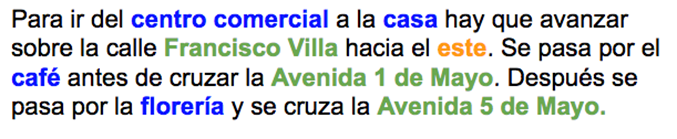 Para ir del centro comercial a la casa hay que avanzar
sobre la calle Francisco Villa hacia el este. Se pasa por el
café antes de cruzar la Avenida 1 de Mayo. Después se
pasa por la florería y se cruza la Avenida 5 de Mayo.